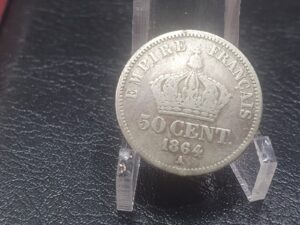 EMPIRE FRANÇAIS
50 CENT.
1864
A